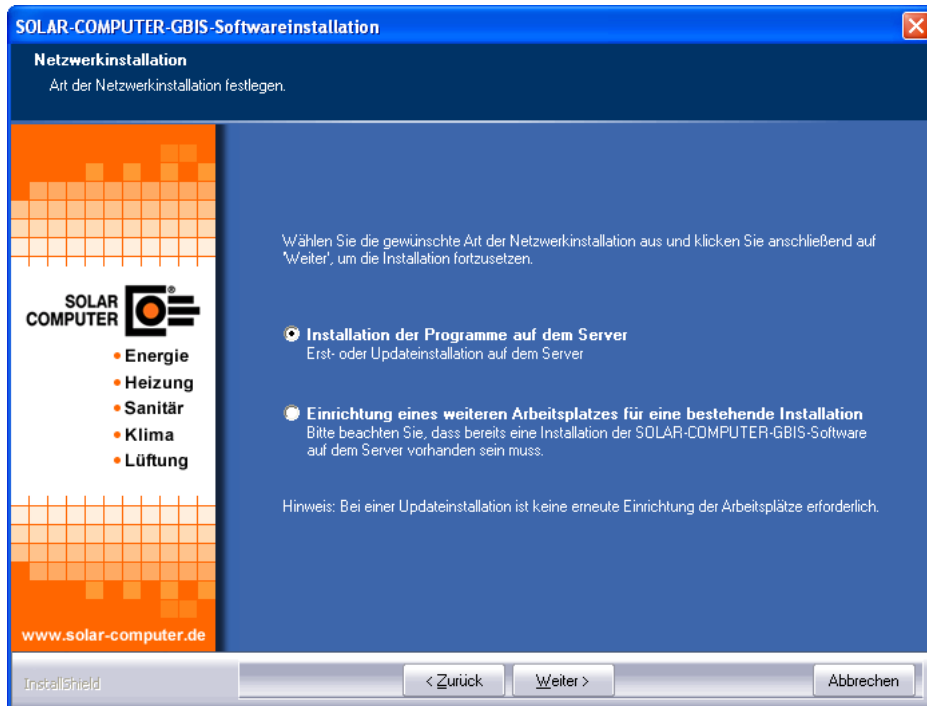 SOLAR-COMPUTER-GBIS-Softwareinstallation
Netzwerkinstallation
Art der Netzwerkinstallation festlegen.
Wählen Sie die gewünschte Art der Netzwerkinstallation aus und klicken Sie anschließend auf
'Weiter', um die Installation fortzusetzen.
SOLAR
COMPUTER
®
• Energie
• Heizung
• Sanitär
• Klima
• Lüftung
Installation der Programme auf dem Server
Erst- oder Updateinstallation auf dem Server
Einrichtung eines weiteren Arbeitsplatzes für eine bestehende Installation
Bitte beachten Sie, dass bereits eine Installation der SOLAR-COMPUTER-GBIS-Software
auf dem Server vorhanden sein muss.
Hinweis: Bei einer Updateinstallation ist keine erneute Einrichtung der Arbeitsplätze erforderlich.
www.solar-computer.de
InstallShield
< Zurück
Weiter >
Abbrechen